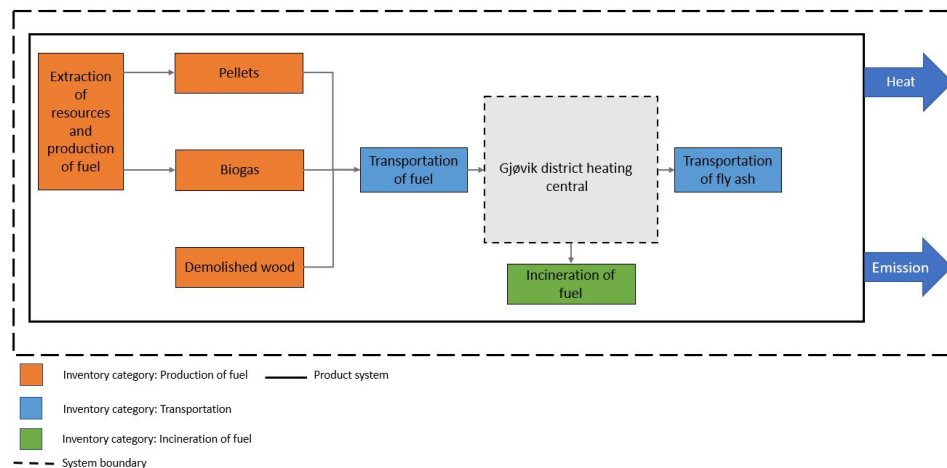 Extraction
of
resources
and
production
of fuel
Pellets
Biogas
Demolished wood
Transportation
of fuel
Gjøvik district heating
central
Incineration of
fuel
Transportation
of fly ash
Heat
Emission
Inventory category: Production of fuel
Product system
Inventory category: Transportation
Inventory category: Incineration of fuel
System boundary